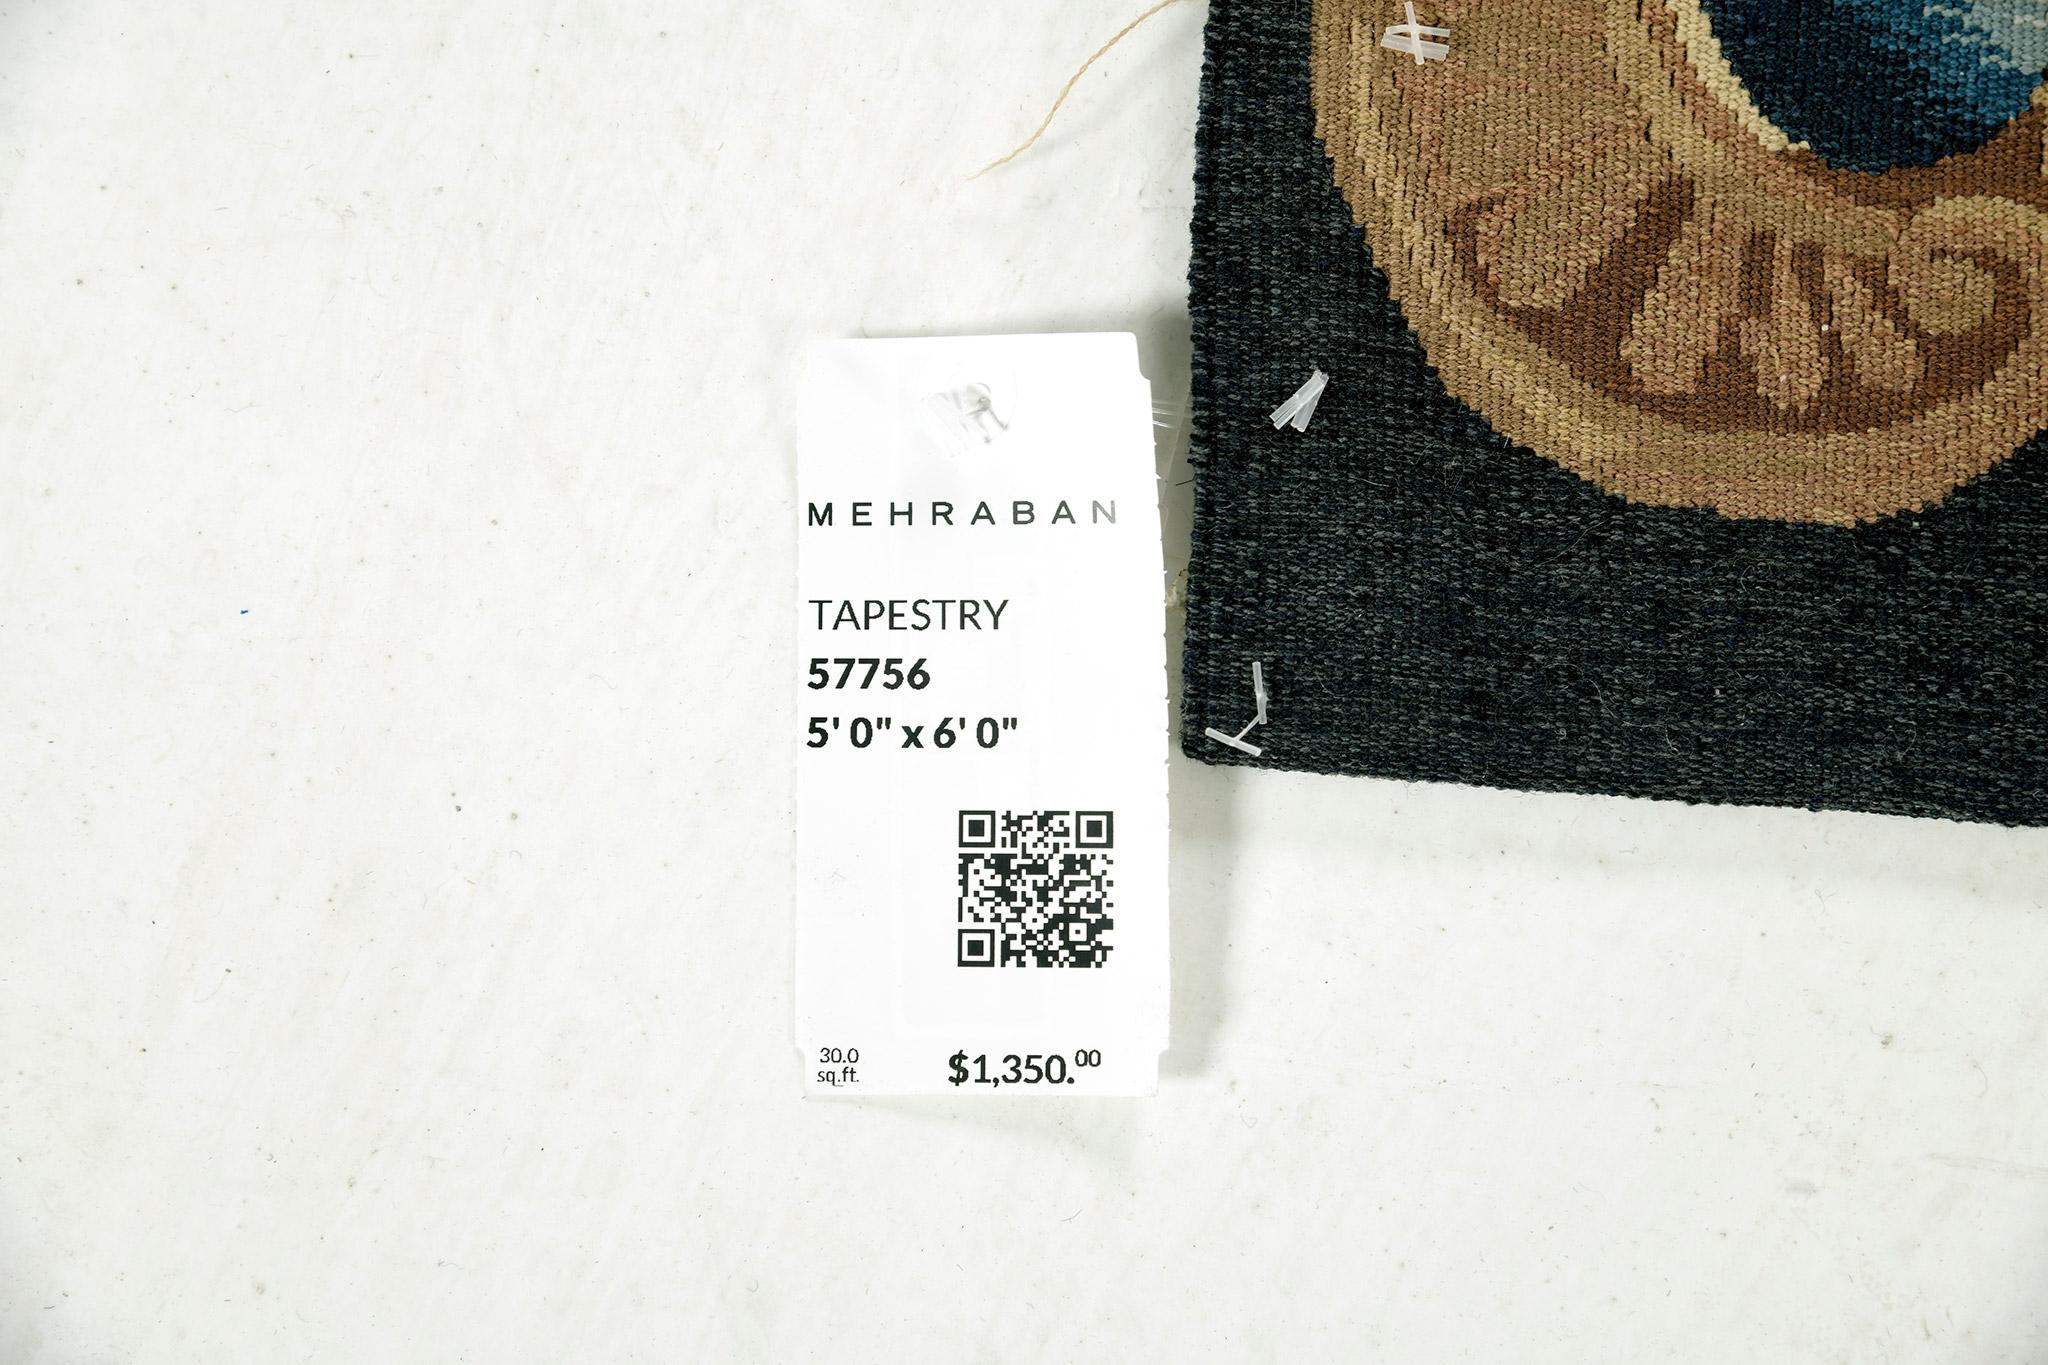 MEHRABAN
TAPESTRY
57756
5' 0" x 6' 0"
30.0
sq.ft.
$1,350.00